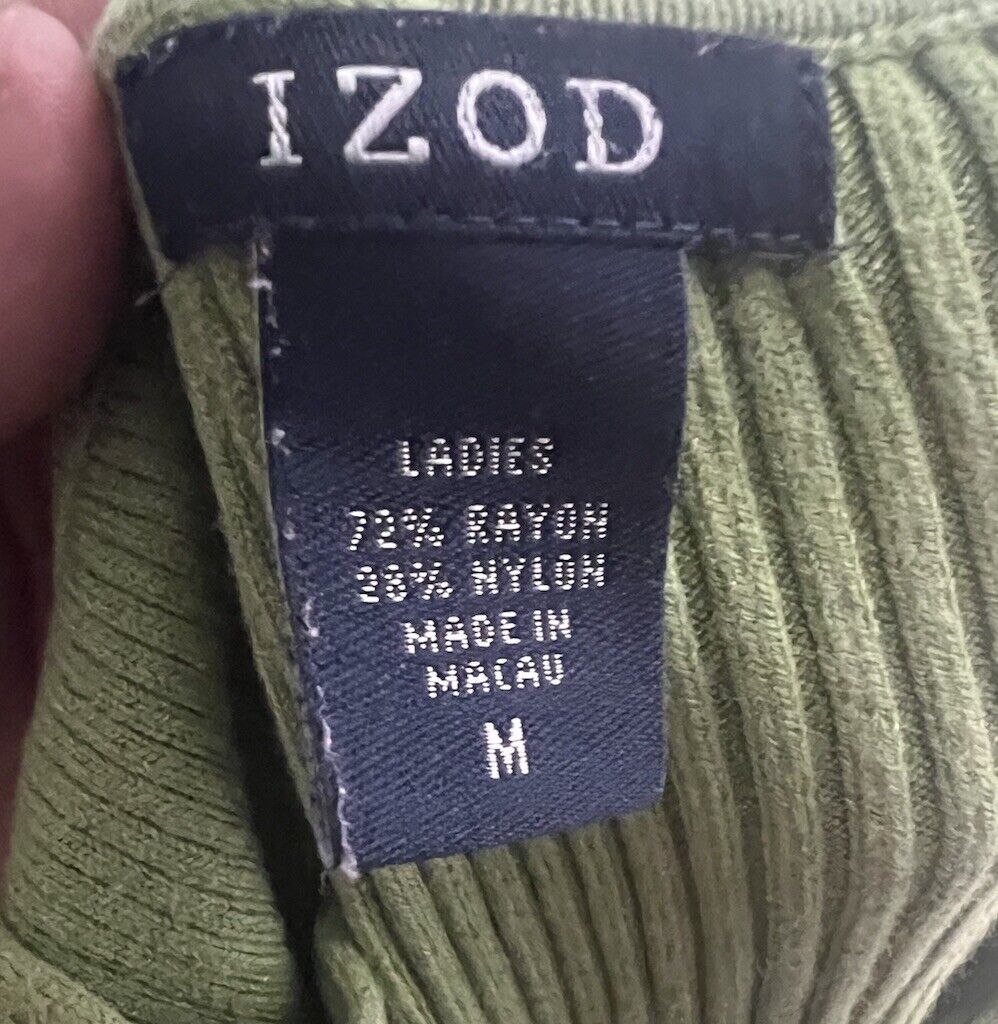 IZOD
LADIES
72% RAYON
28% NYLON
MADE IN
MACAU
M